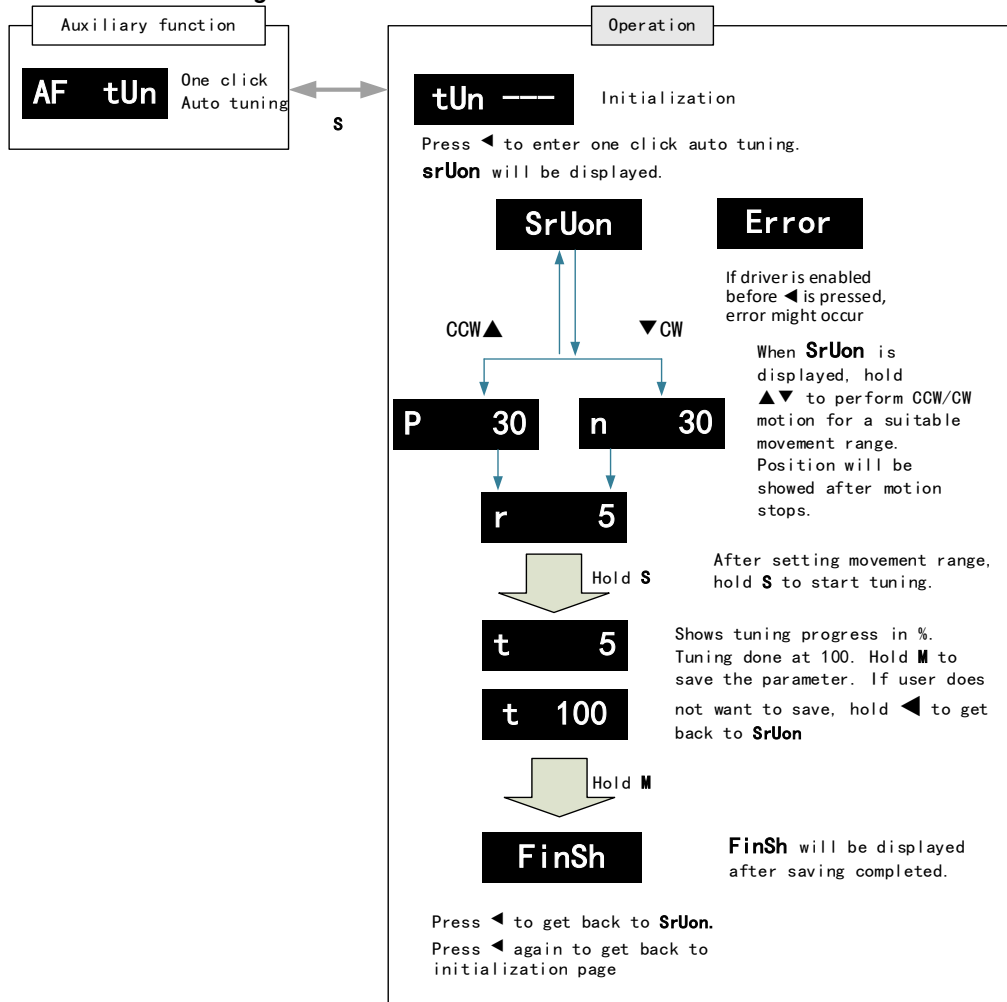 Auxiliary function
AF tUn
One click
Auto tuning
S
Operation
tUn ---
Initialization
Press ◀ to enter one click auto tuning.
srUon will be displayed.
SrUon
Error
If driver is enabled
before ◀ is pressed,
error might occur
CCW▲
▼CW
When SrUon is
displayed, hold
▲▼ to perform CCW/CW
motion for a suitable
movement range.
Position will be
showed after motion
stops.
P 30
n 30
r 5
Hold S
After setting movement range,
hold S to start tuning.
t 5
t 100
Shows tuning progress in %.
Tuning done at 100. Hold M to
save the parameter. If user does
not want to save, hold ◀ to get
back to SrUon
Hold M
FinSh
FinSh will be displayed
after saving completed.
Press ◀ to get back to SrUon.
Press ◀ again to get back to
initialization page